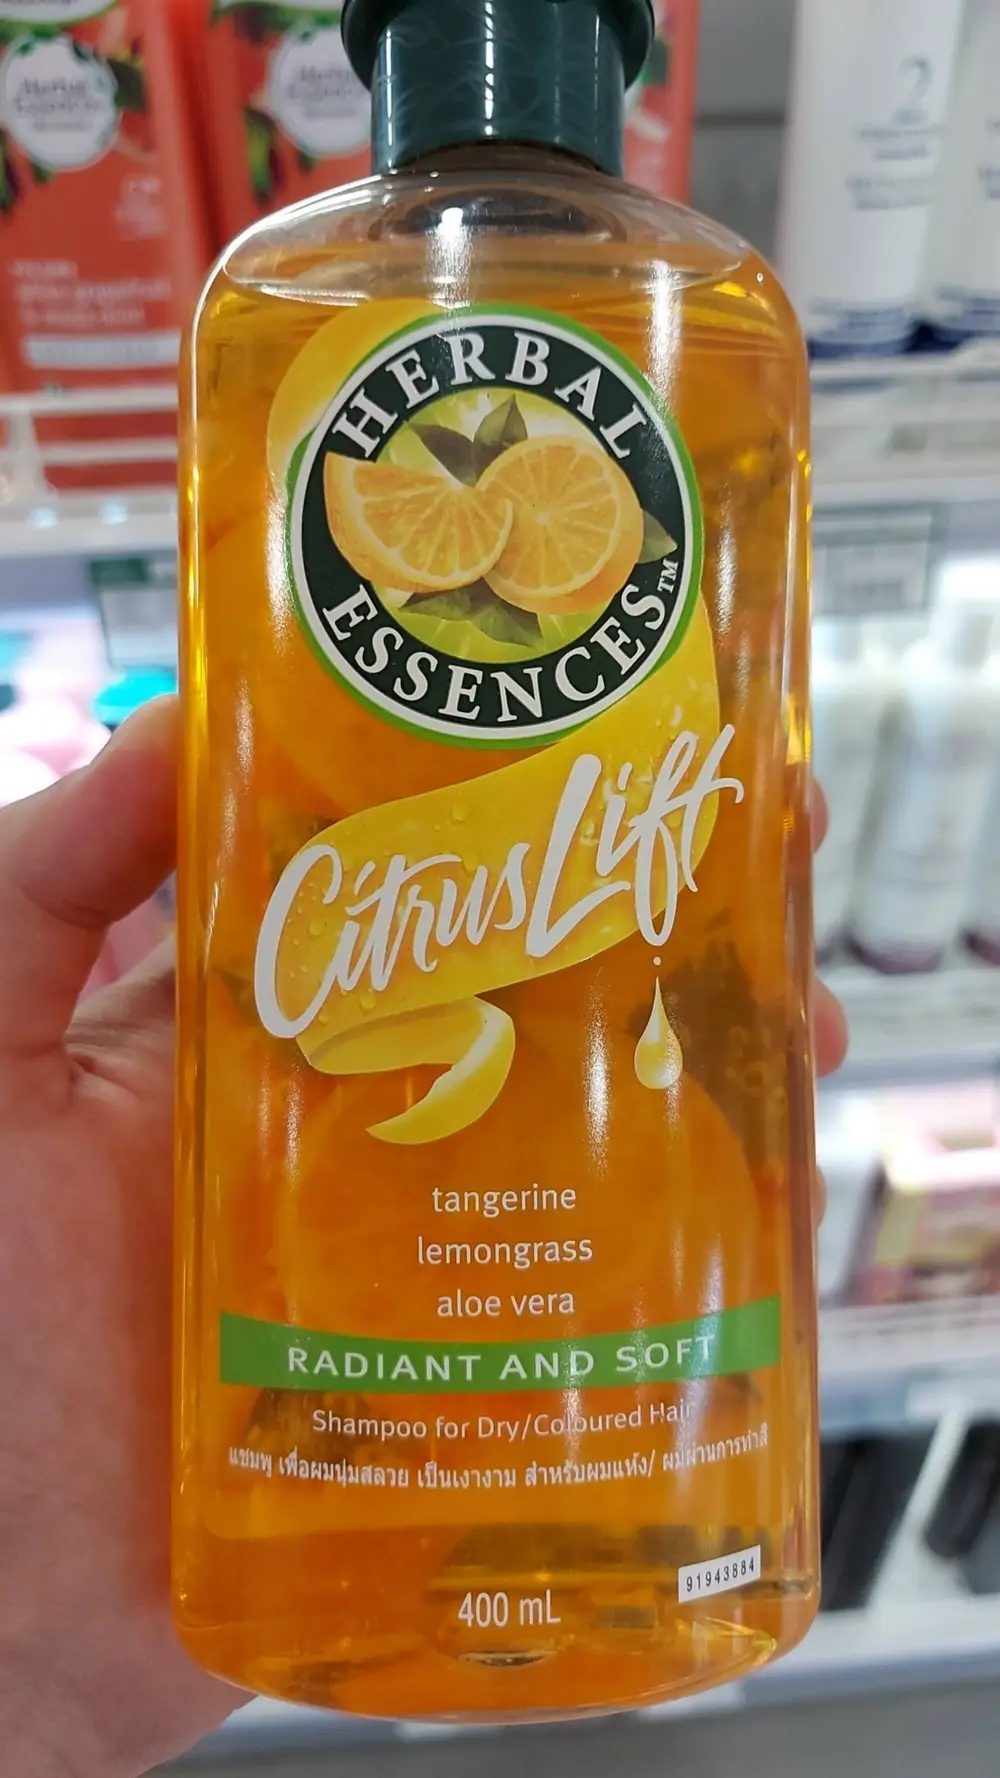 HERBAL
ESSENCES™
Citrus Lift
tangerine
lemongrass
aloe vera
RADIANT AND SOFT
Shampoo for Dry/Coloured Hair
แชมพู เพื่อผมนุ่มสลวย เป็นเงางาม สำหรับผมแห้ง/ ผมผ่านการทำสี
91943884
400 mL
2